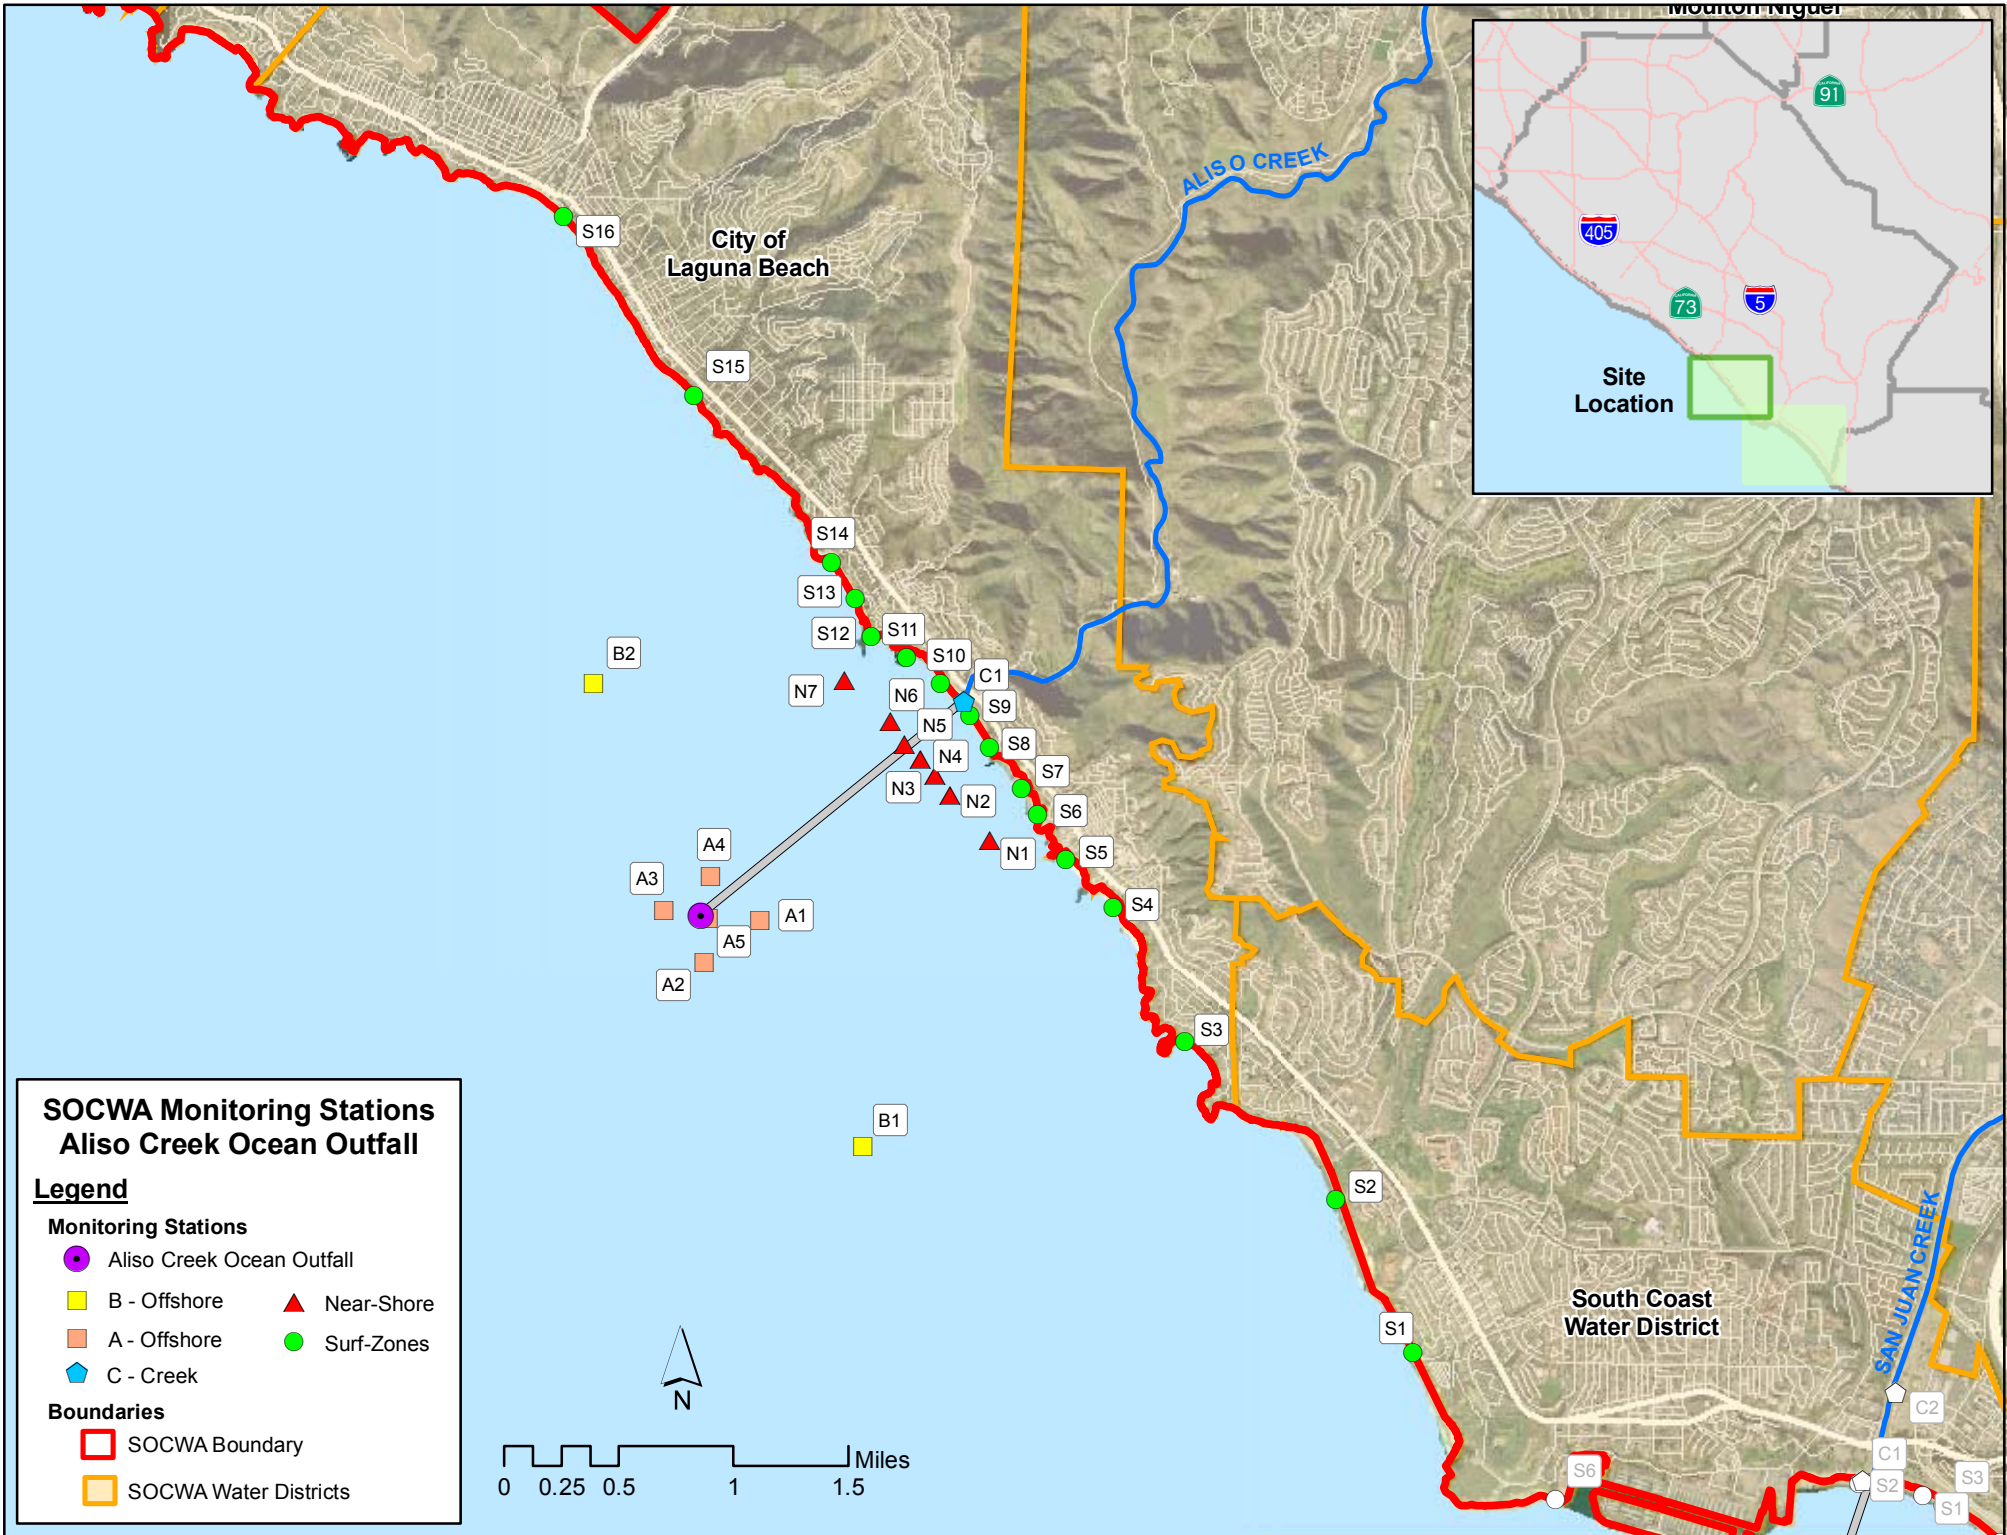 Moulton Niguel
91
405
73
5
Site
Location
ALISO CREEK
City of
Laguna Beach
S16
S15
S14
S13
S12
S11
S10
C1
S9
S8
S7
S6
S5
S4
S3
S2
S1
B2
N7
N6
N5
N4
N3
N2
N1
A4
A3
A1
A5
A2
B1
South Coast
Water District
SAN JUAN CREEK
C2
C1
S6
S2
S3
S1
SOCWA Monitoring Stations
Aliso Creek Ocean Outfall
Legend
Monitoring Stations
Aliso Creek Ocean Outfall
B - Offshore
Near-Shore
A - Offshore
Surf-Zones
C - Creek
Boundaries
SOCWA Boundary
SOCWA Water Districts
N
Miles
0 0.25 0.5 1 1.5